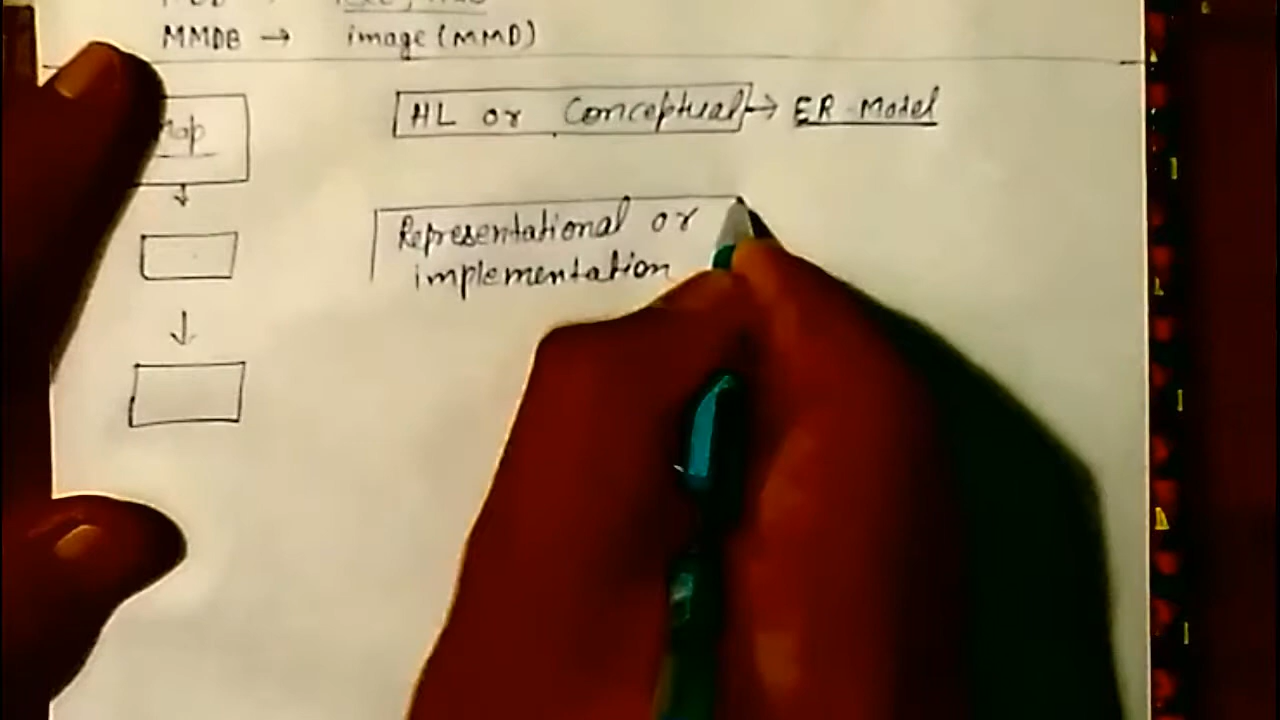 MMDB → image (MMD)
HL or Conceptual → ER Model
Representational or
implementation